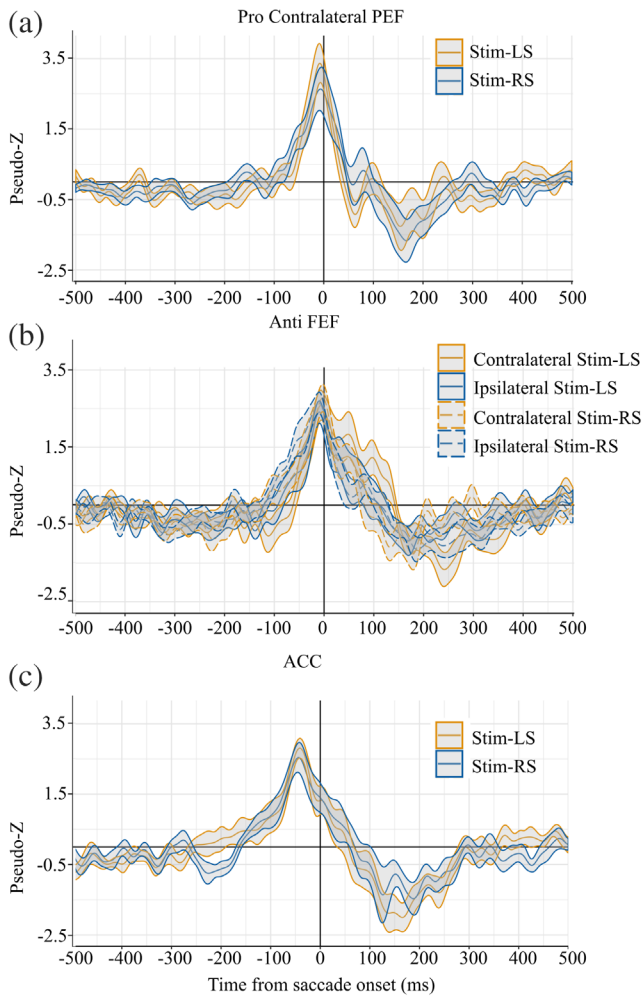 (a)
Pro Contralateral PEF
3.5
1.5
-0.5
-2.5
Pseudo-Z
Stim-LS
Stim-RS
-500 -400 -300 -200 -100 0 100 200 300 400 500
Anti FEF
(b)
3.5
1.5
-0.5
-2.5
Pseudo-Z
Contralateral Stim-LS
Ipsilateral Stim-LS
Contralateral Stim-RS
Ipsilateral Stim-RS
-500 -400 -300 -200 -100 0 100 200 300 400 500
ACC
(c)
3.5
1.5
-0.5
-2.5
Pseudo-Z
Stim-LS
Stim-RS
-500 -400 -300 -200 -100 0 100 200 300 400 500
Time from saccade onset (ms)